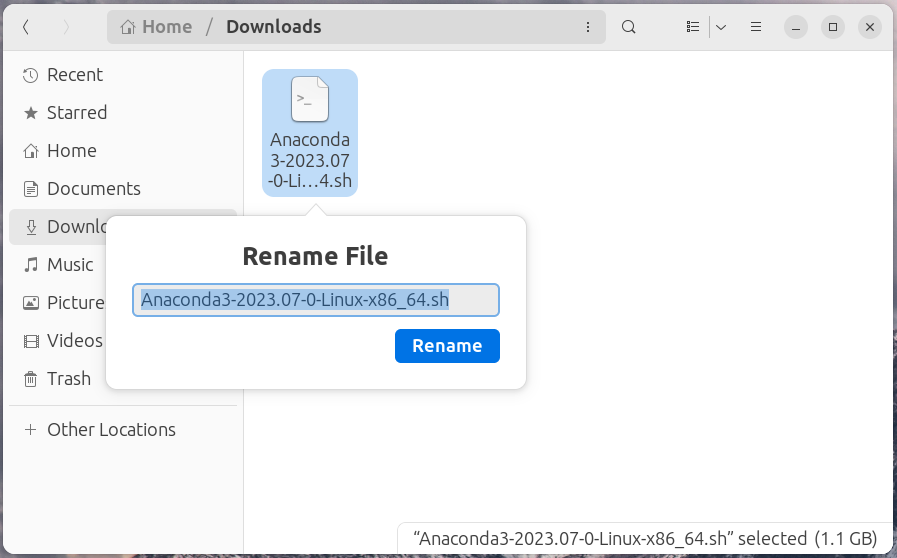 Home / Downloads
Recent
Starred
Home
Documents
Downlo
Music
Picture
Videos
Trash
Other Locations
>_
Anaconda
3-2023.07
-0-Li…4.sh
Rename File
Anaconda3-2023.07-0-Linux-x86_64.sh
Rename
“Anaconda3-2023.07-0-Linux-x86_64.sh” selected (1.1 GB)